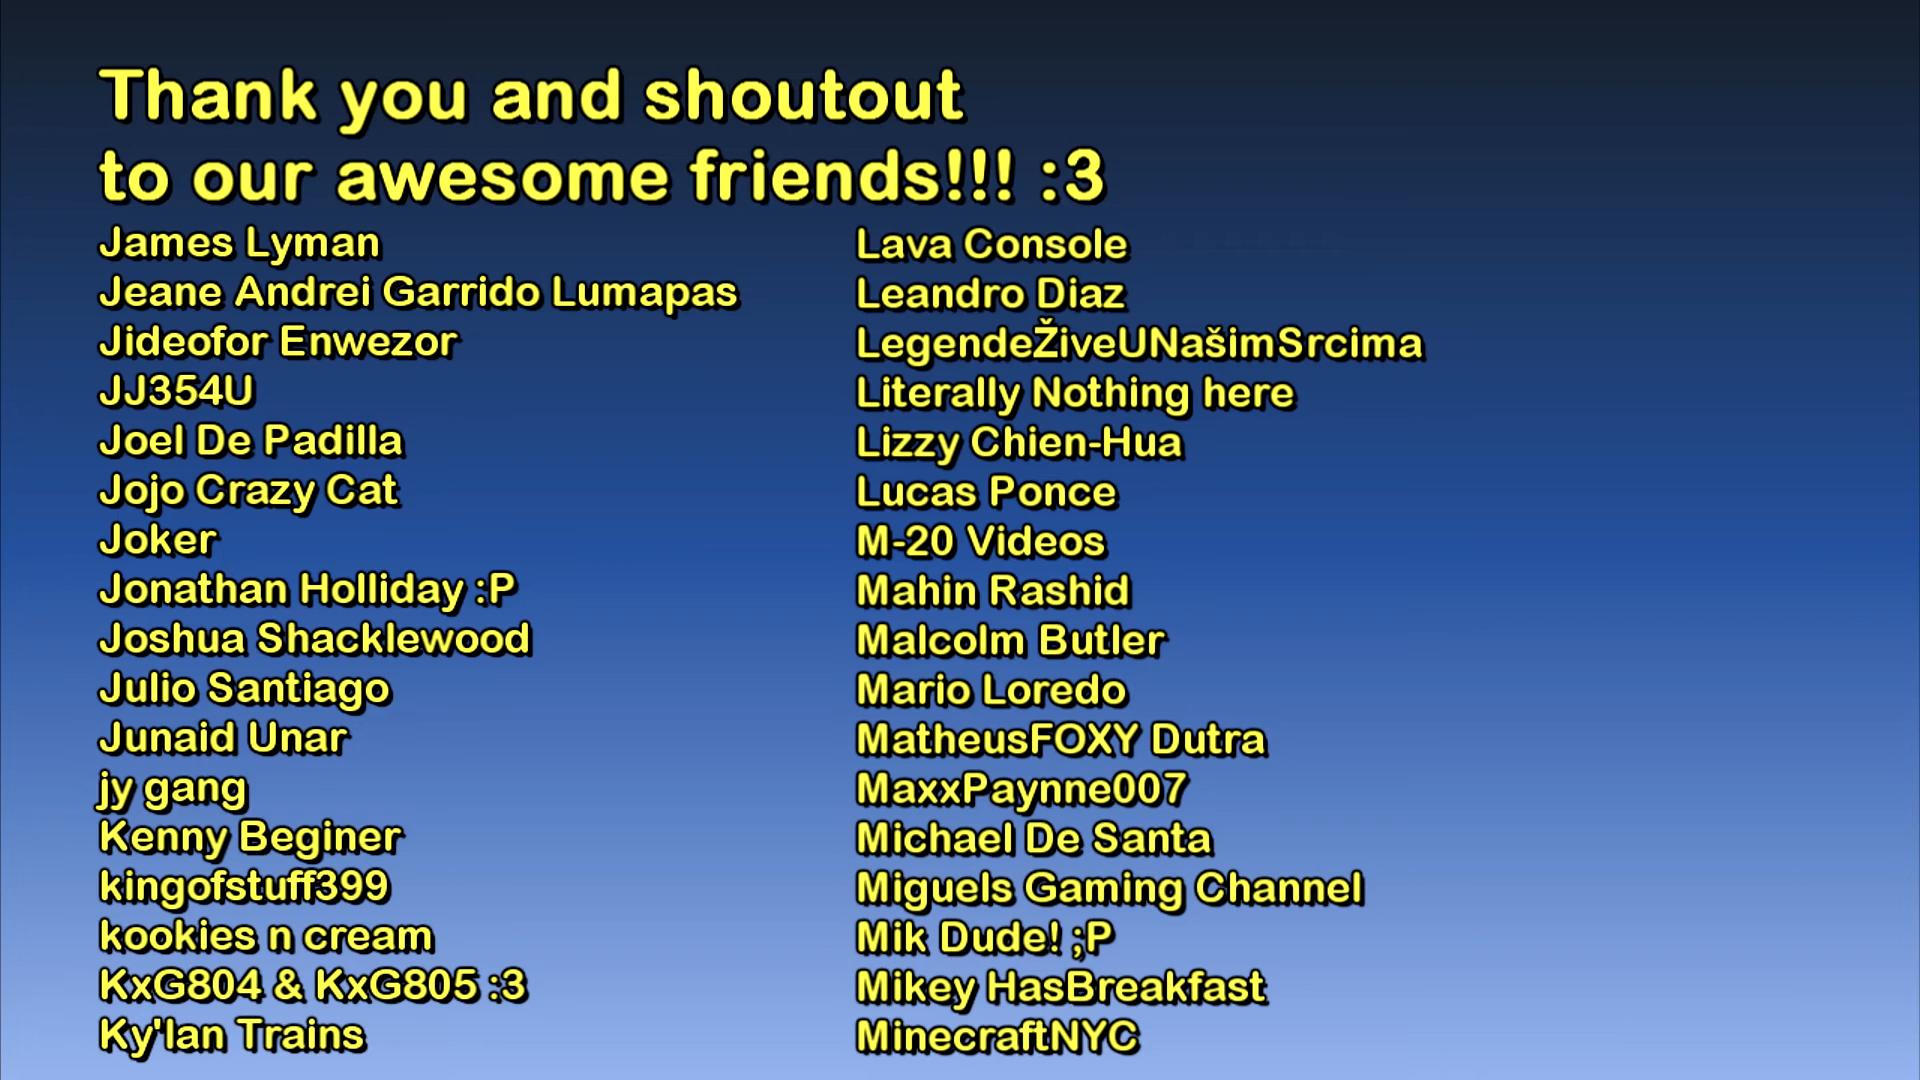 Thank you and shoutout
to our awesome friends!!! :3
James Lyman
Jeane Andrei Garrido Lumapas
Jideofor Enwezor
JJ354U
Joel De Padilla
Jojo Crazy Cat
Joker
Jonathan Holliday :P
Joshua Shacklewood
Julio Santiago
Junaid Unar
jy gang
Kenny Beginer
kingofstuff399
kookies n cream
KxG804 & KxG805 :3
Ky'lan Trains
Lava Console
Leandro Diaz
LegendeŽiveUNašimSrcima
Literally Nothing here
Lizzy Chien-Hua
Lucas Ponce
M-20 Videos
Mahin Rashid
Malcolm Butler
Mario Loredo
MatheusFOXY Dutra
MaxxPaynne007
Michael De Santa
Miguels Gaming Channel
Mik Dude! ;P
Mikey HasBreakfast
MinecraftNYC